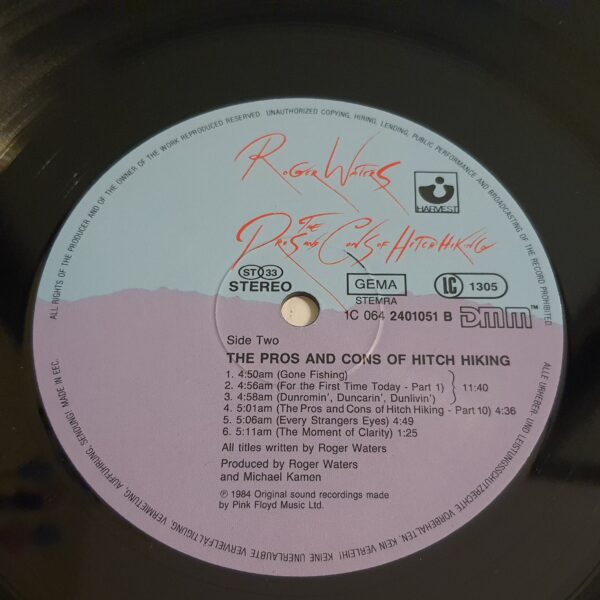 ALL RIGHTS OF THE PRODUCER AND OF THE OWNER OF THE WORK REPRODUCED RESERVED. UNAUTHORIZED COPYING, HIRING, LENDING, PUBLIC PERFORMANCE AND BROADCASTING OF THE RECORD PROHIBITED.
ROGER WATERS
HARVEST
THE
PROS AND CONS OF HITCH HIKING
ST 33
STEREO
GEMA
STEMRA
LC 1305
1C 064 2401051 B DMM™
Side Two
THE PROS AND CONS OF HITCH HIKING
1. 4:50am (Gone Fishing)
2. 4:56am (For the First Time Today - Part 1)
3. 4:58am (Dunromin', Duncarin', Dunlivin')
11:40
4. 5:01am (The Pros and Cons of Hitch Hiking - Part 10) 4:36
5. 5:06am (Every Strangers Eyes) 4:49
6. 5:11am (The Moment of Clarity) 1:25
All titles written by Roger Waters
Produced by Roger Waters
and Michael Kamen
℗ 1984 Original sound recordings made
by Pink Floyd Music Ltd.
ALLE URHEBER- UND LEISTUNGSSCHUTZRECHTE VORBEHALTEN. KEIN VERLEIH! KEINE UNERLAUBTE VERVIELFÄLTIGUNG, VERMIETUNG, AUFFÜHRUNG, SENDUNG! MADE IN EEC.